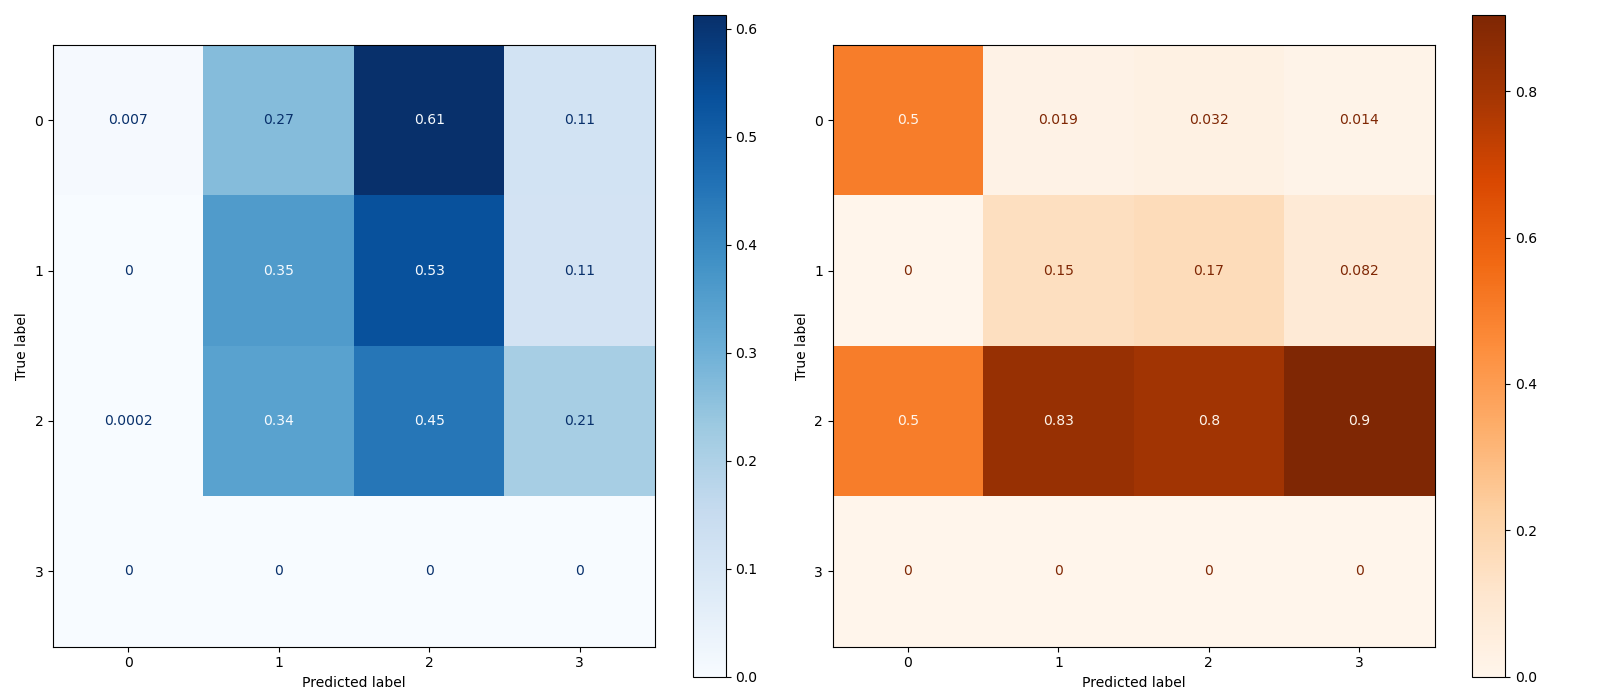 0 0.007 0.27 0.61 0.11
1 0 0.35 0.53 0.11
2 0.0002 0.34 0.45 0.21
3 0 0 0 0
0 1 2 3
Predicted label
True label
0.6
0.5
0.4
0.3
0.2
0.1
0.0
0 0.5 0.019 0.032 0.014
1 0 0.15 0.17 0.082
2 0.5 0.83 0.8 0.9
3 0 0 0 0
0 1 2 3
Predicted label
True label
0.8
0.6
0.4
0.2
0.0